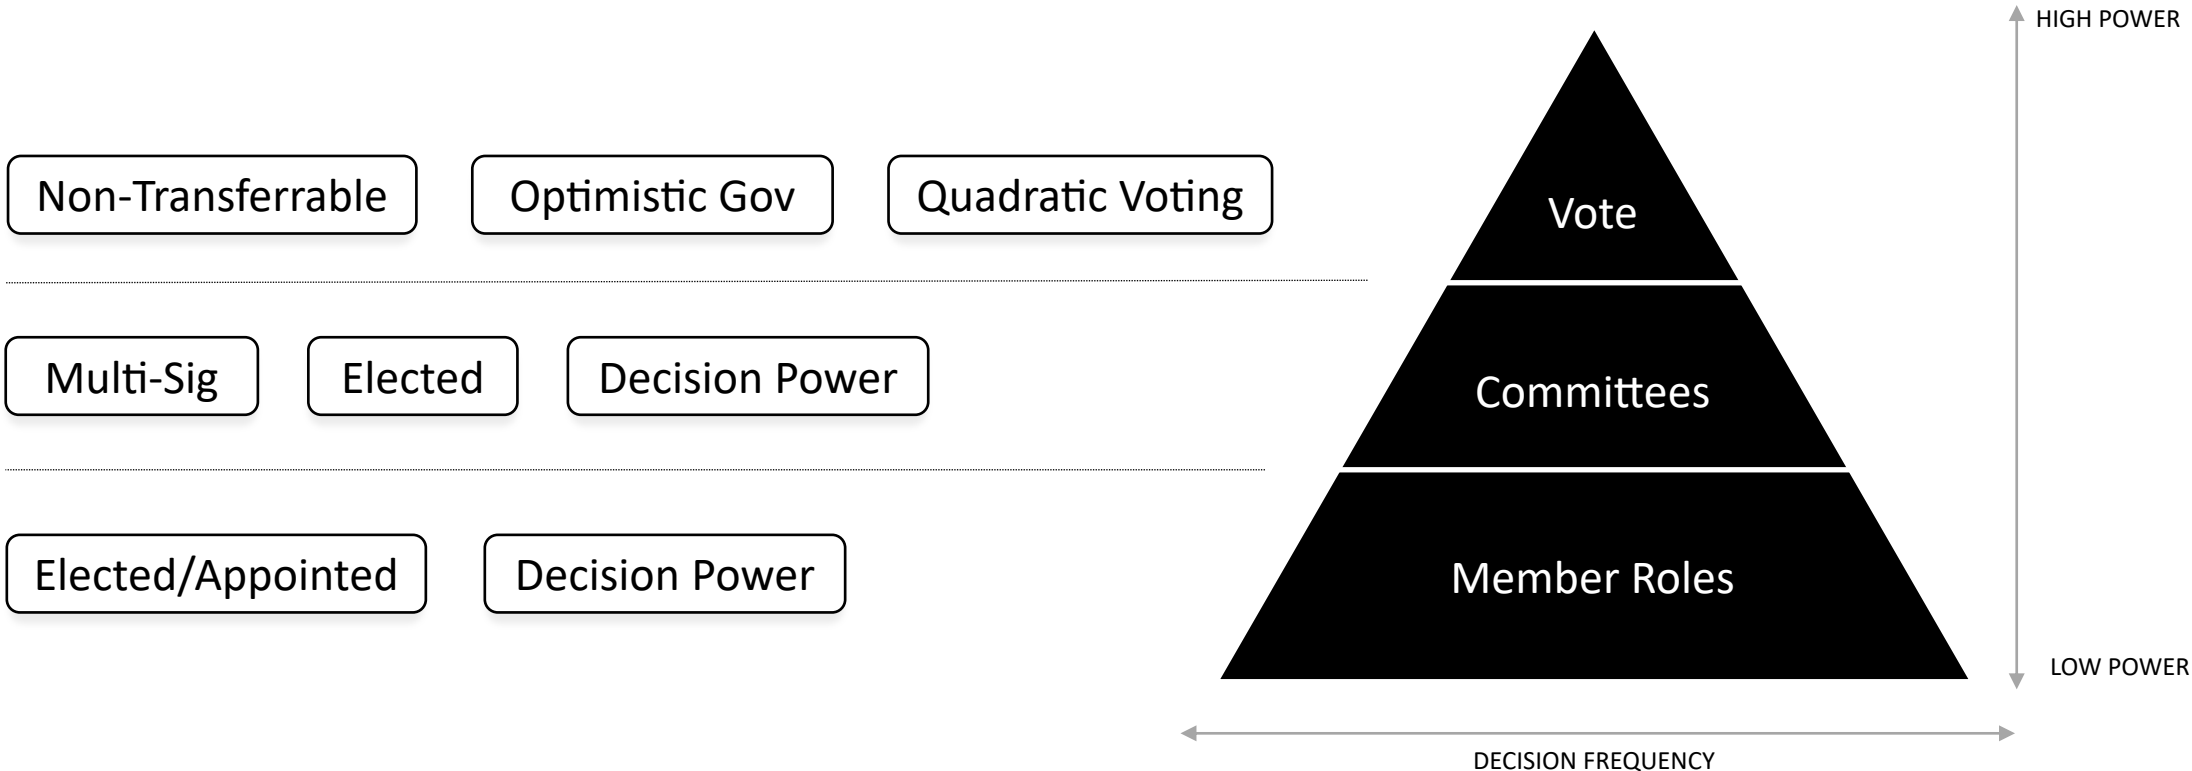 HIGH POWER
Non-Transferrable
Optimistic Gov
Quadratic Voting
Vote
Multi-Sig
Elected
Decision Power
Committees
Elected/Appointed
Decision Power
Member Roles
LOW POWER
DECISION FREQUENCY